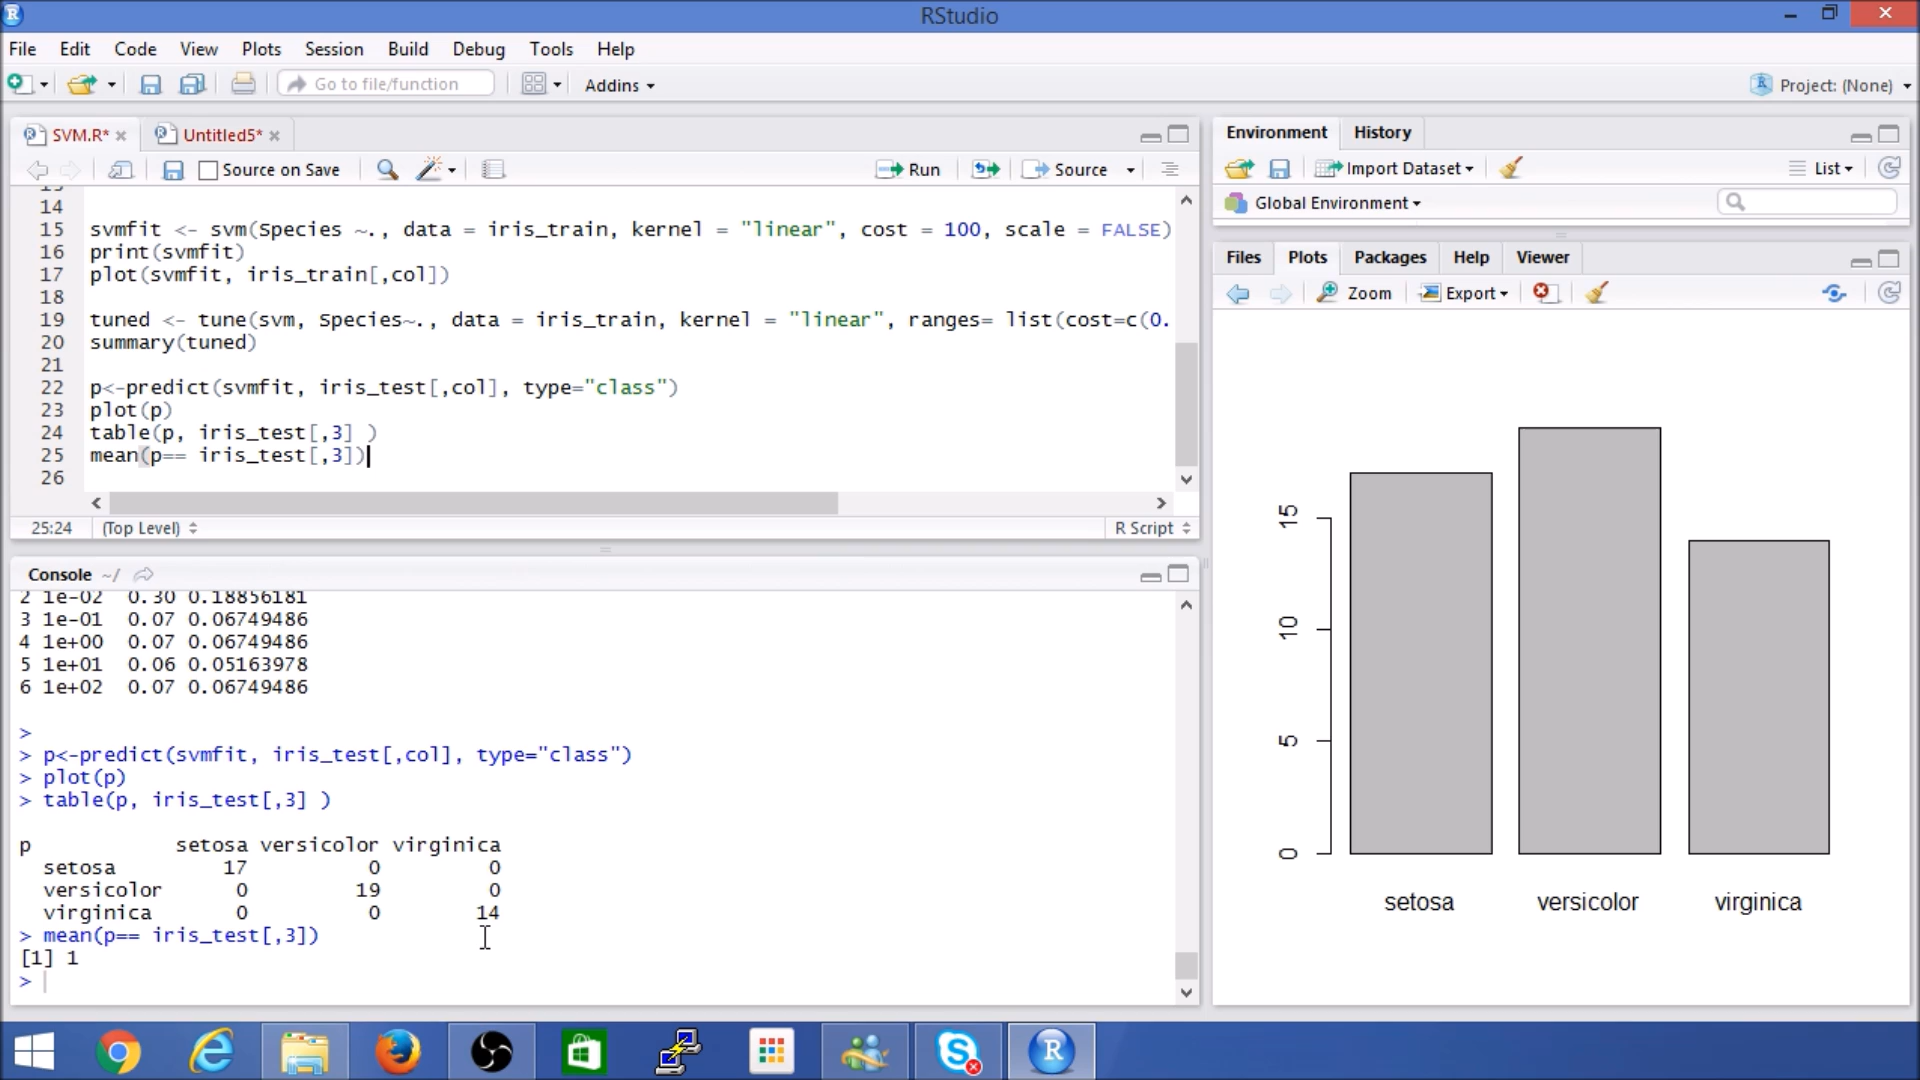 RStudio
File Edit Code View Plots Session Build Debug Tools Help
Go to file/function Addins Project: (None)
SVM.R* Untitled5*
Source on Save Run Source
14
15 svmfit <- svm(Species ~., data = iris_train, kernel = "linear", cost = 100, scale = FALSE)
16 print(svmfit)
17 plot(svmfit, iris_train[,col])
18
19 tuned <- tune(svm, Species~., data = iris_train, kernel = "linear", ranges= list(cost=c(0.
20 summary(tuned)
21
22 p<-predict(svmfit, iris_test[,col], type="class")
23 plot(p)
24 table(p, iris_test[,3] )
25 mean(p== iris_test[,3])
26
25:24 (Top Level) R Script
Console ~/
2 1e-02 0.30 0.18856181
3 1e-01 0.07 0.06749486
4 1e+00 0.07 0.06749486
5 1e+01 0.06 0.05163978
6 1e+02 0.07 0.06749486
>
> p<-predict(svmfit, iris_test[,col], type="class")
> plot(p)
> table(p, iris_test[,3] )
p setosa versicolor virginica
setosa 17 0 0
versicolor 0 19 0
virginica 0 0 14
> mean(p== iris_test[,3])
[1] 1
>
Environment History
Import Dataset List
Global Environment
Files Plots Packages Help Viewer
Zoom Export
15
10
5
0
setosa versicolor virginica